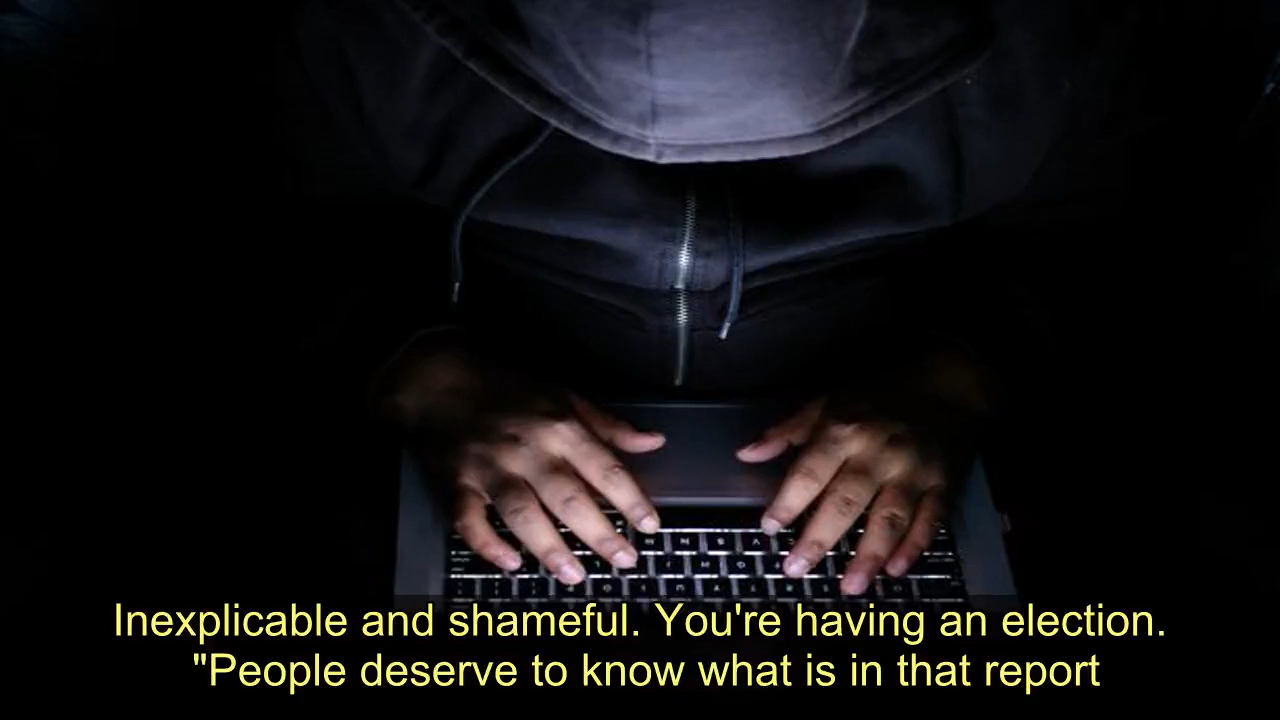 Inexplicable and shameful. You're having an election.
"People deserve to know what is in that report